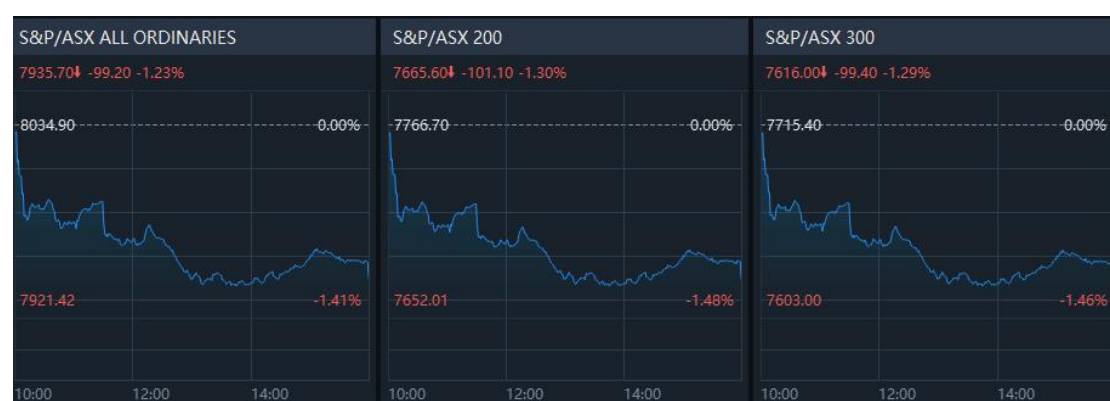 S&P/ASX ALL ORDINARIES
7935.70⬇ -99.20 -1.23%
8034.90 0.00%
7921.42 -1.41%
10:00 12:00 14:00
S&P/ASX 200
7665.60⬇ -101.10 -1.30%
7766.70 0.00%
7652.01 -1.48%
10:00 12:00 14:00
S&P/ASX 300
7616.00⬇ -99.40 -1.29%
7715.40 0.00%
7603.00 -1.46%
10:00 12:00 14:00